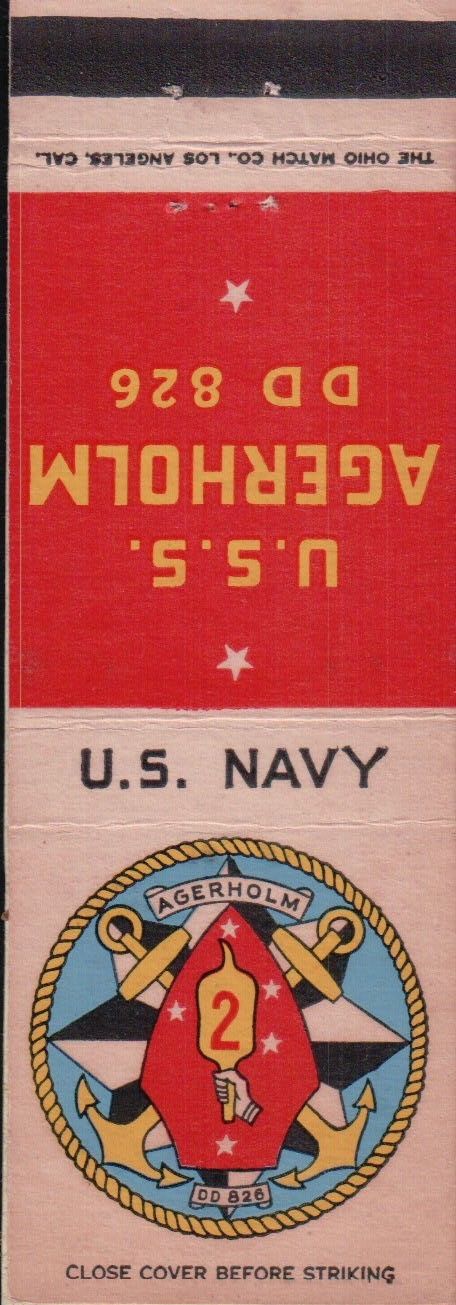 THE OHIO MATCH CO., LOS ANGELES, CAL.
U.S.S.
AGERHOLM
DD 826
U.S. NAVY
AGERHOLM
2
DD 826
CLOSE COVER BEFORE STRIKING